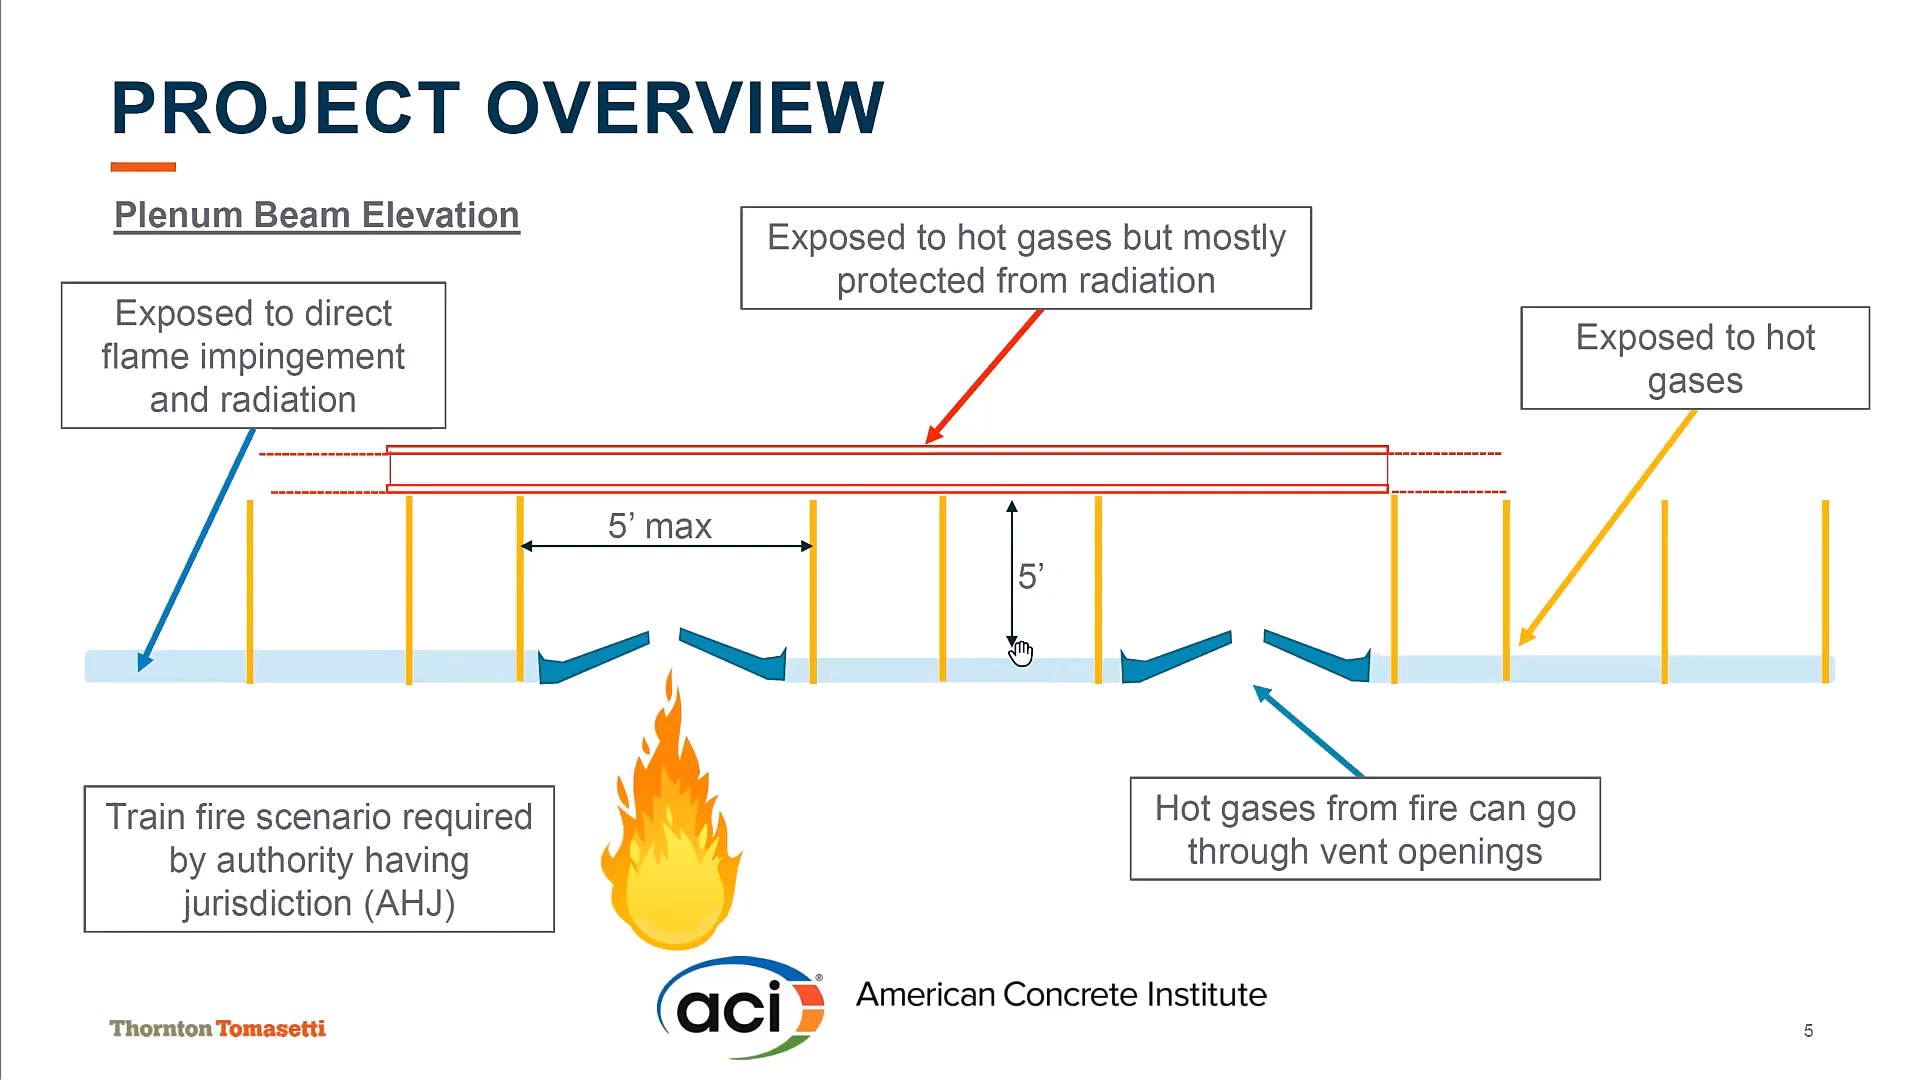 PROJECT OVERVIEW
Plenum Beam Elevation
Exposed to hot gases but mostly
protected from radiation
Exposed to direct
flame impingement
and radiation
Exposed to hot
gases
5’ max
5’
Train fire scenario required
by authority having
jurisdiction (AHJ)
Hot gases from fire can go
through vent openings
aci®
American Concrete Institute
Thornton Tomasetti
5